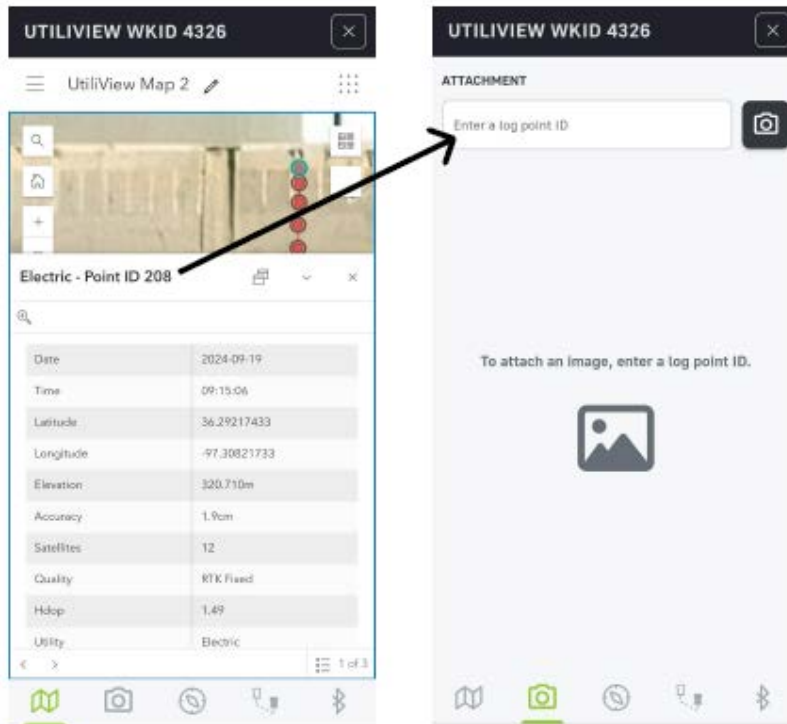 UTILIVIEW WKID 4326
UtiliView Map 2
Electric - Point ID 208
Date 2024-09-19
Time 09:15:06
Latitude 36.29217433
Longitude -97.30821733
Elevation 320.710m
Accuracy 1.9cm
Satellites 12
Quality RTK Fixed
Hdop 1.49
Utility Electric
1 of 3
UTILIVIEW WKID 4326
ATTACHMENT
Enter a log point ID
To attach an image, enter a log point ID.